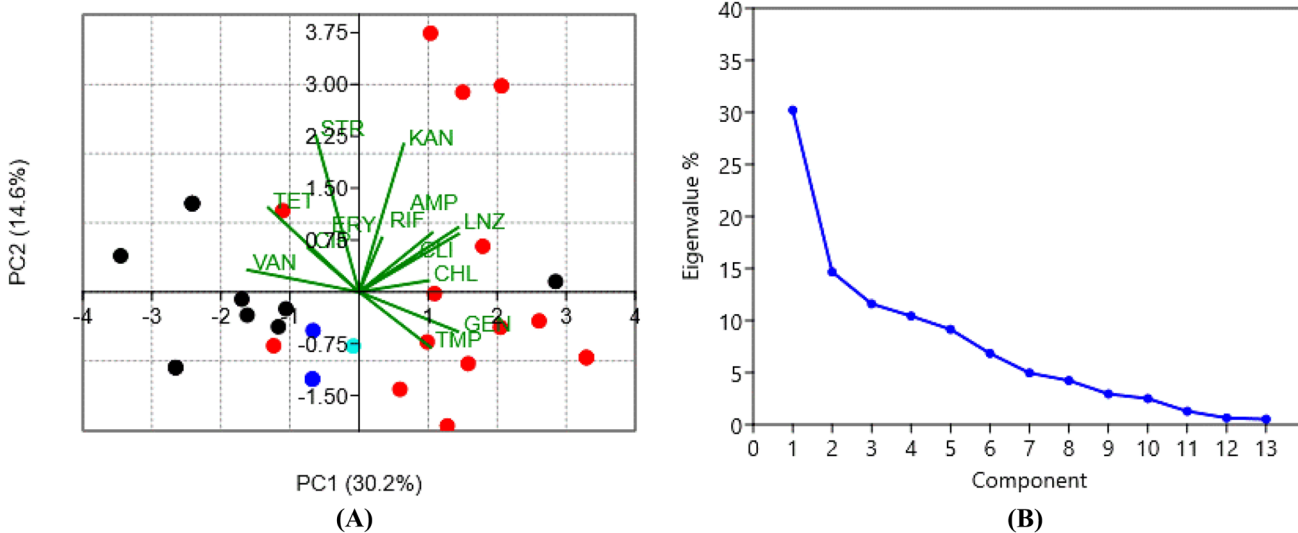 3.75
3.00
2.25
1.50
0.75
-0.75
-1.50
-4 -3 -2 -1 1 2 3 4
STR
KAN
TET
AMP
ERY
RIF
LNZ
CIP
CLI
VAN
CHL
GEN
TMP
PC2 (14.6%)
PC1 (30.2%)
(A)
40
35
30
25
20
15
10
5
0
0 1 2 3 4 5 6 7 8 9 10 11 12 13
Eigenvalue %
Component
(B)